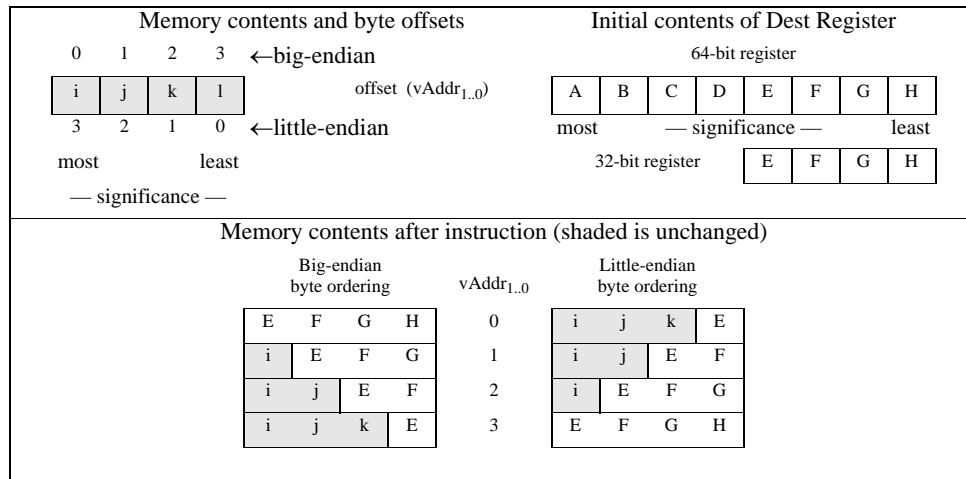 Memory contents and byte offsets
0 1 2 3 ←big-endian
i j k l offset (vAddr1..0)
3 2 1 0 ←little-endian
most least
— significance —
Initial contents of Dest Register
64-bit register
A B C D E F G H
most — significance — least
32-bit register E F G H
Memory contents after instruction (shaded is unchanged)
Big-endian
byte ordering
vAddr1..0
Little-endian
byte ordering
E F G H 0 i j k E
i E F G 1 i j E F
i j E F 2 i E F G
i j k E 3 E F G H